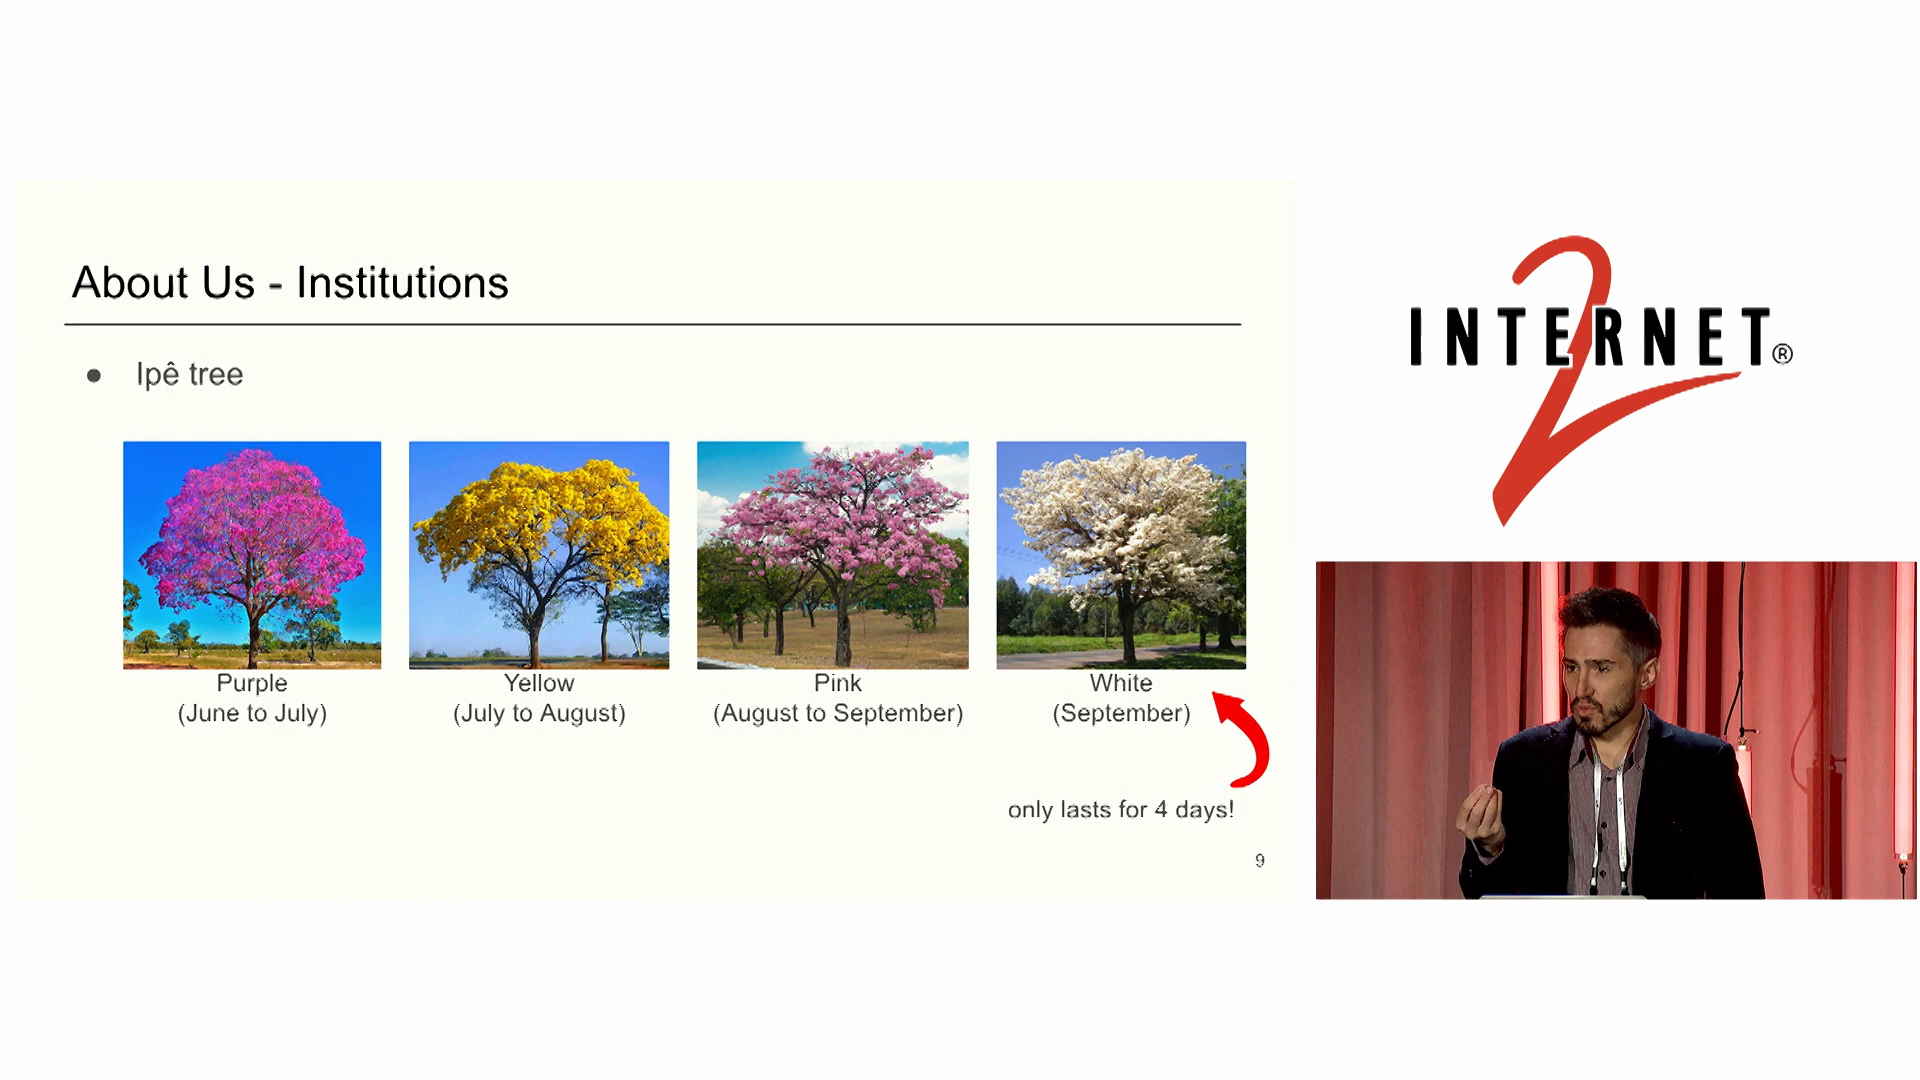 About Us - Institutions
Ipê tree
Purple
(June to July)
Yellow
(July to August)
Pink
(August to September)
White
(September)
only lasts for 4 days!
9
INTERNET®
2